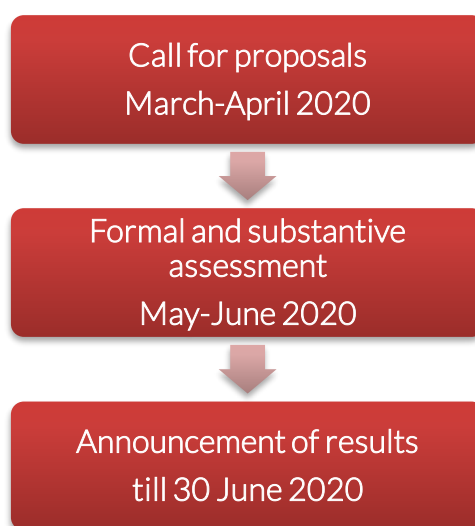 Call for proposals
March-April 2020
Formal and substantive
assessment
May-June 2020
Announcement of results
till 30 June 2020